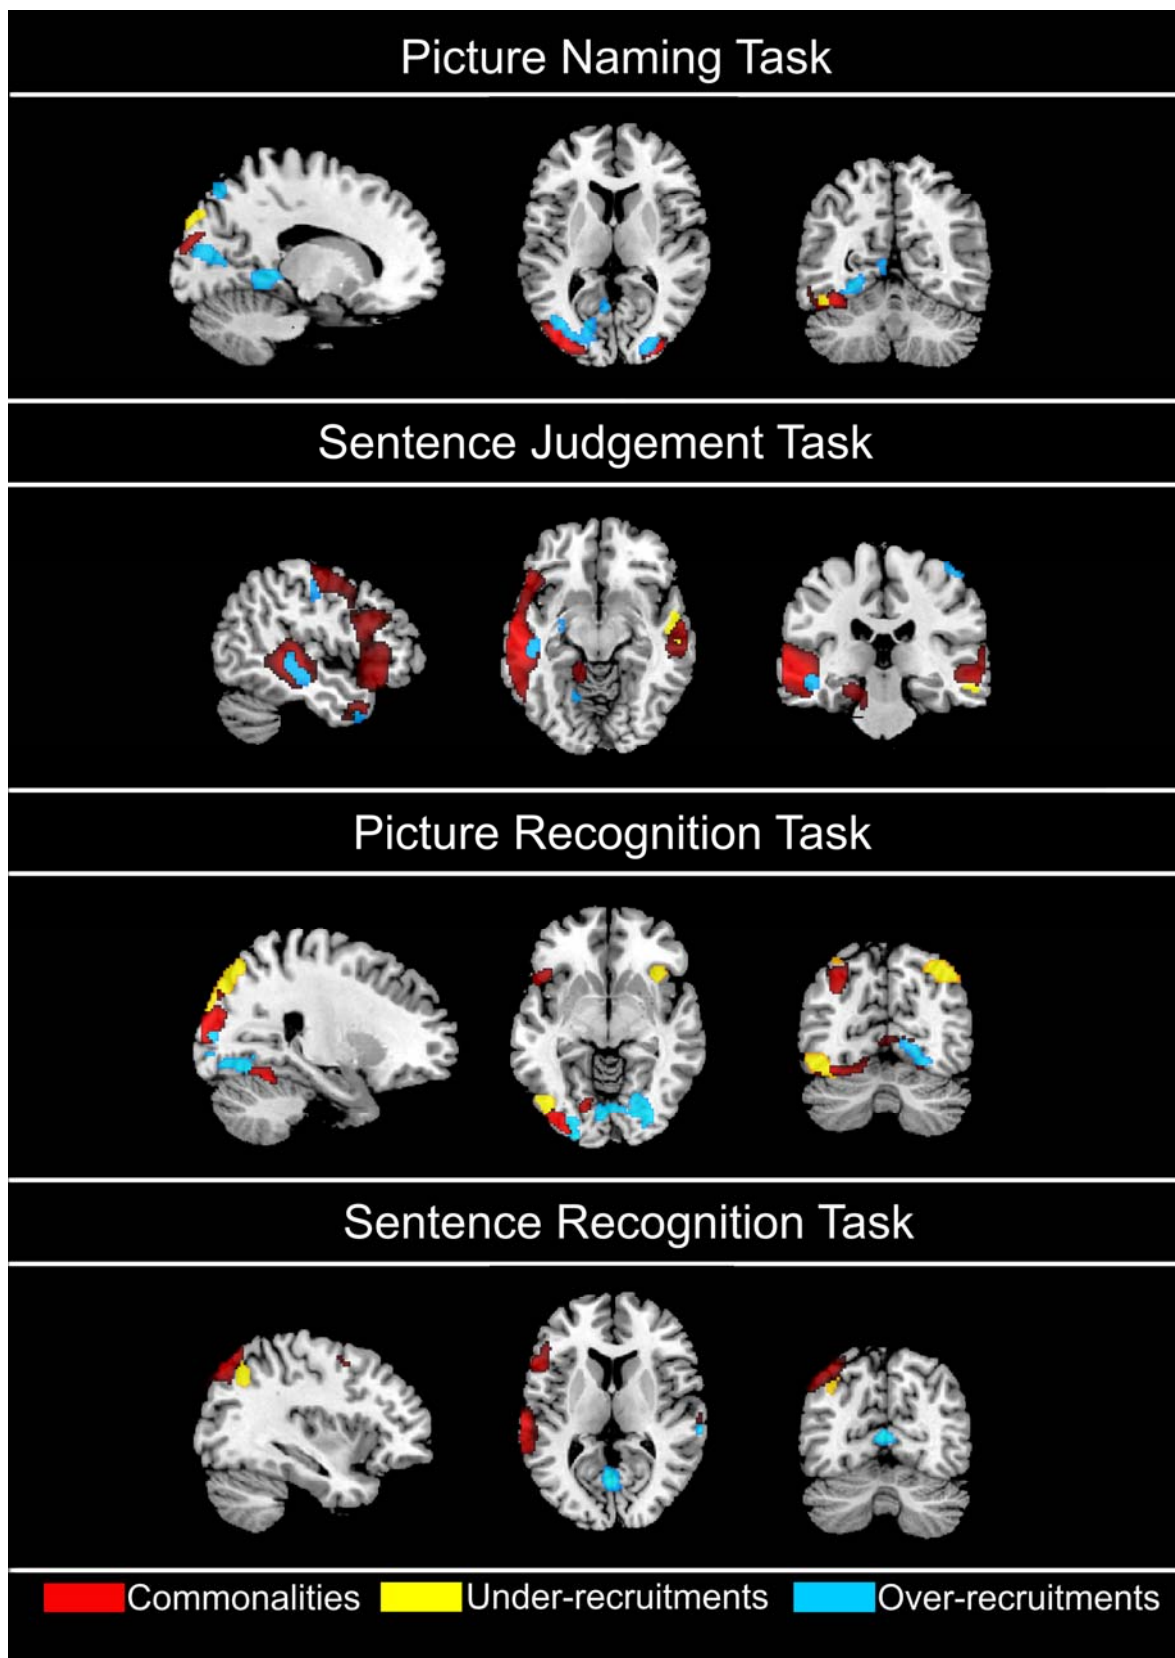 Picture Naming Task
Sentence Judgement Task
Picture Recognition Task
Sentence Recognition Task
Commonalities Under-recruitments Over-recruitments